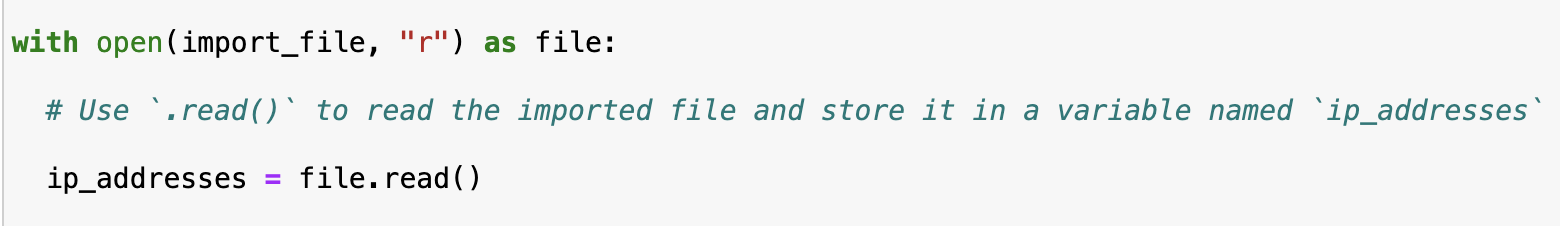 with open(import_file, "r") as file:
# Use `.read()` to read the imported file and store it in a variable named `ip_addresses`
ip_addresses = file.read()